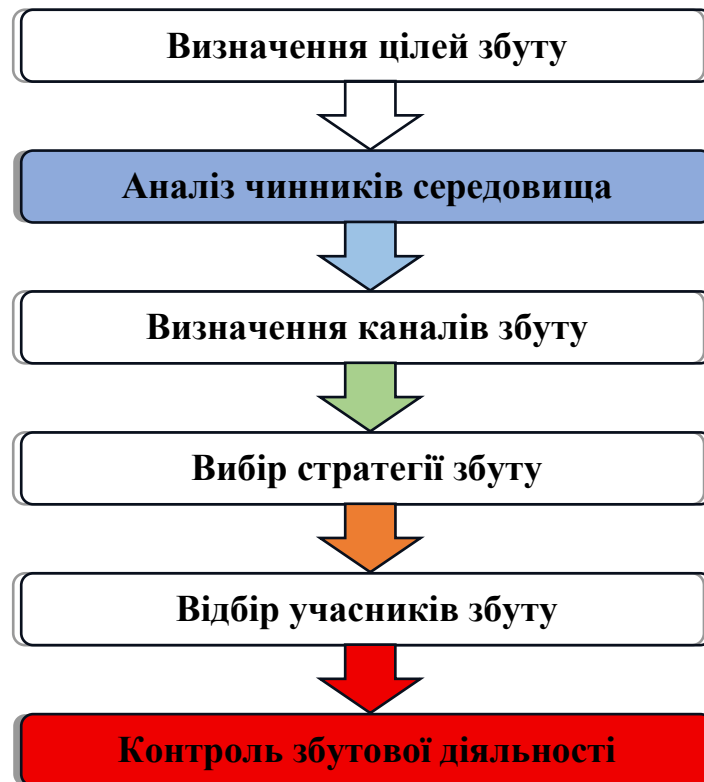 Визначення цілей збуту
Аналіз чинників середовища
Визначення каналів збуту
Вибір стратегії збуту
Відбір учасників збуту
Контроль збутової діяльності